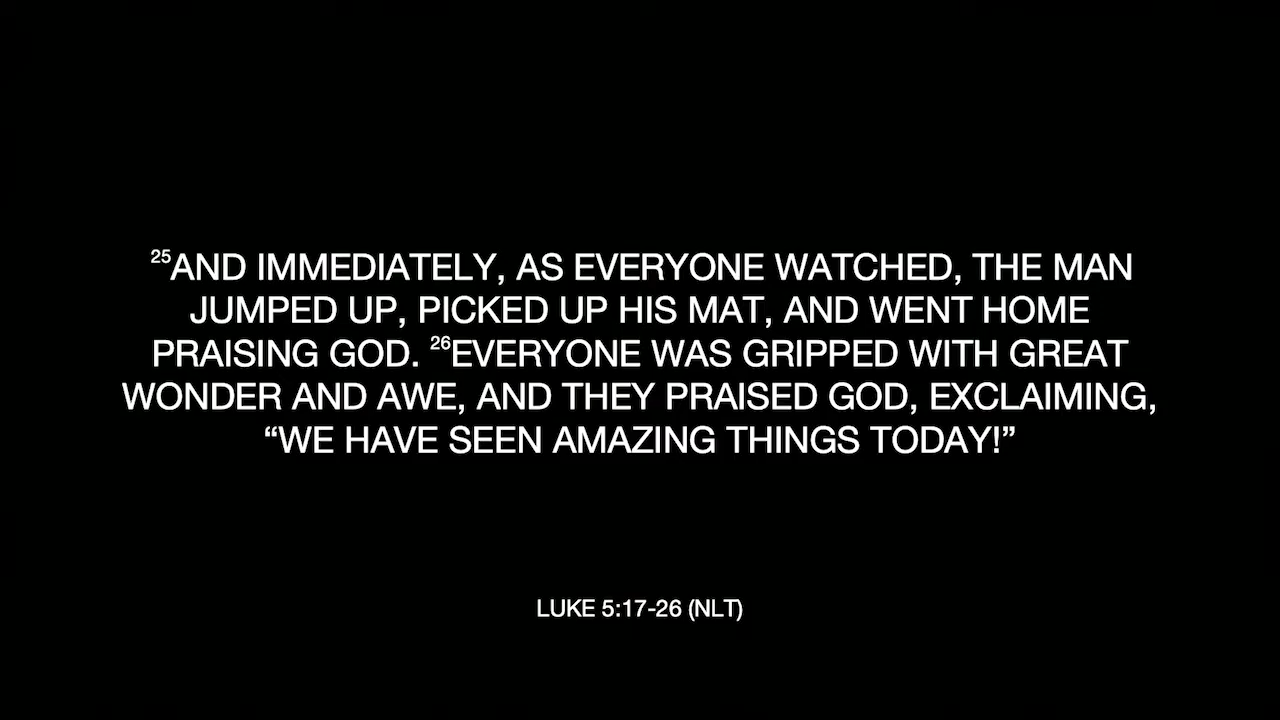 ²⁵AND IMMEDIATELY, AS EVERYONE WATCHED, THE MAN
JUMPED UP, PICKED UP HIS MAT, AND WENT HOME
PRAISING GOD. ²⁶EVERYONE WAS GRIPPED WITH GREAT
WONDER AND AWE, AND THEY PRAISED GOD, EXCLAIMING,
“WE HAVE SEEN AMAZING THINGS TODAY!”
LUKE 5:17-26 (NLT)